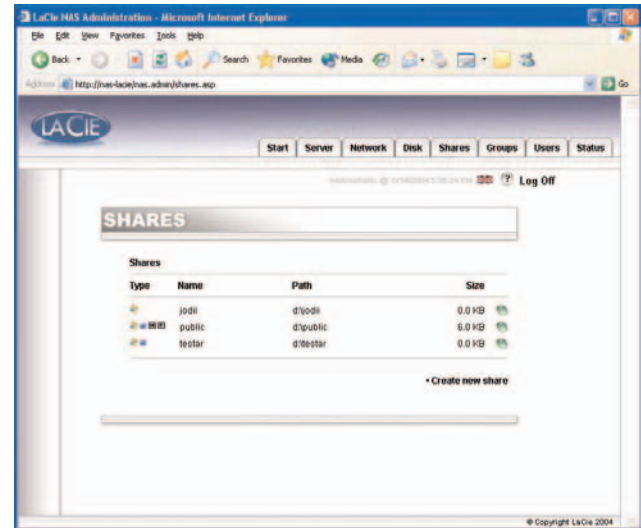 LaCie NAS Administration - Microsoft Internet Explorer
File Edit View Favorites Tools Help
Back Search Favorites Media
Address http://nas-lacie/nas_admin/shares.asp Go
LACIE
Start Server Network Disk Shares Groups Users Status
? Log Off
SHARES
Shares
Type Name Path Size
jodii d:\jodii 0.0 KB
public d:\public 6.0 KB
testar d:\testar 0.0 KB
• Create new share
© Copyright LaCie 2004